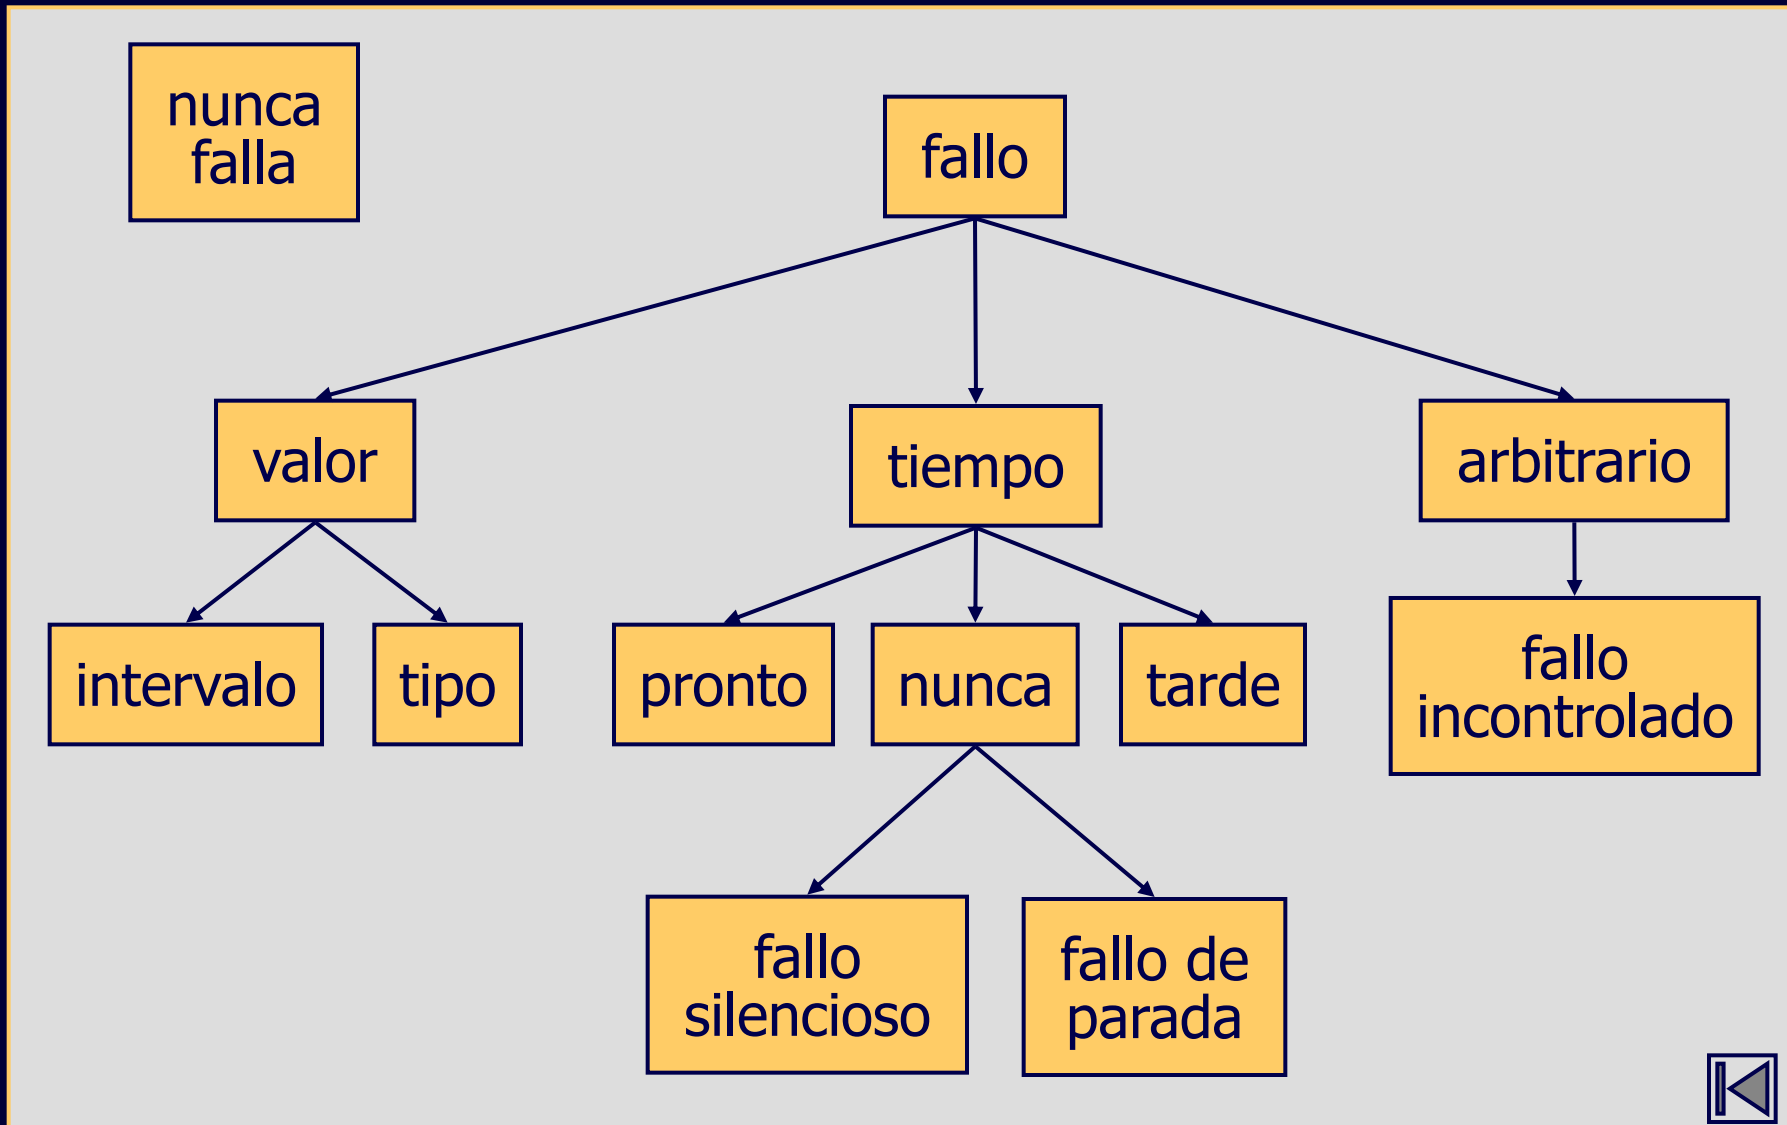 nunca
falla
fallo
valor
tiempo
arbitrario
intervalo
tipo
pronto
nunca
tarde
fallo
incontrolado
fallo
silencioso
fallo de
parada